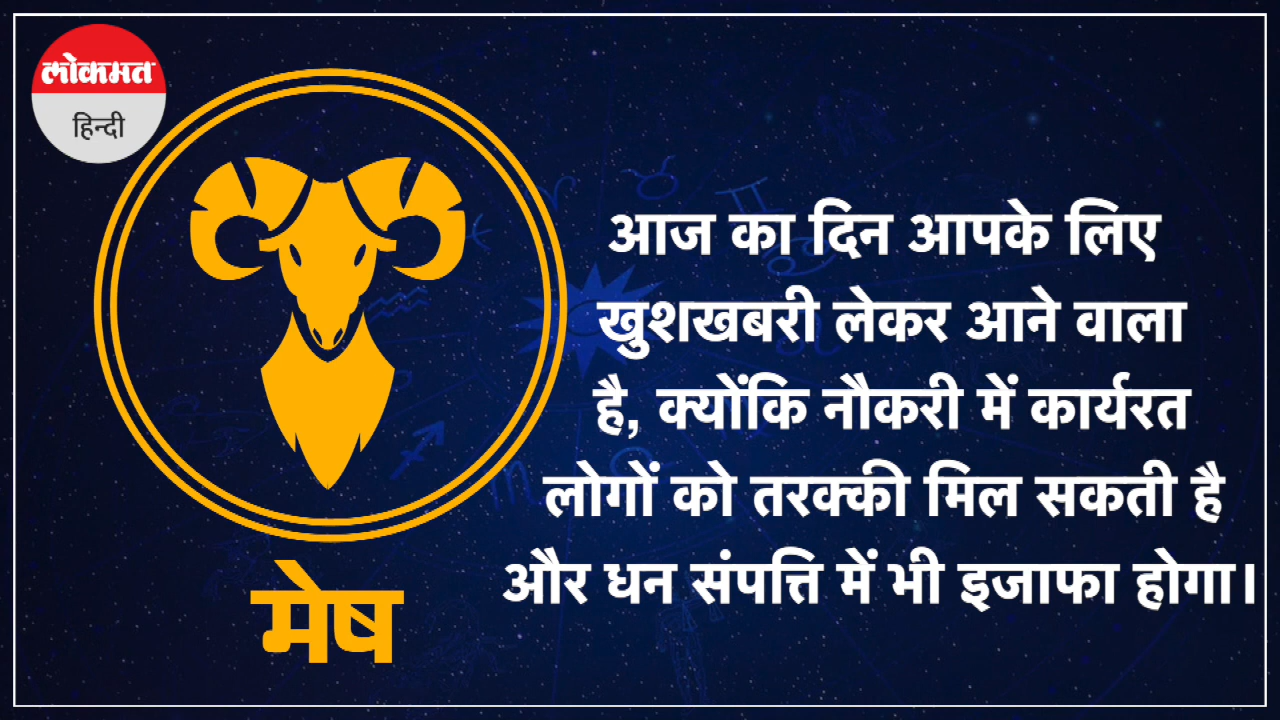 लोकमत
हिन्दी
आज का दिन आपके लिए
खुशखबरी लेकर आने वाला
है, क्योंकि नौकरी में कार्यरत
लोगों को तरक्की मिल सकती है
और धन संपत्ति में भी इजाफा होगा।
मेष